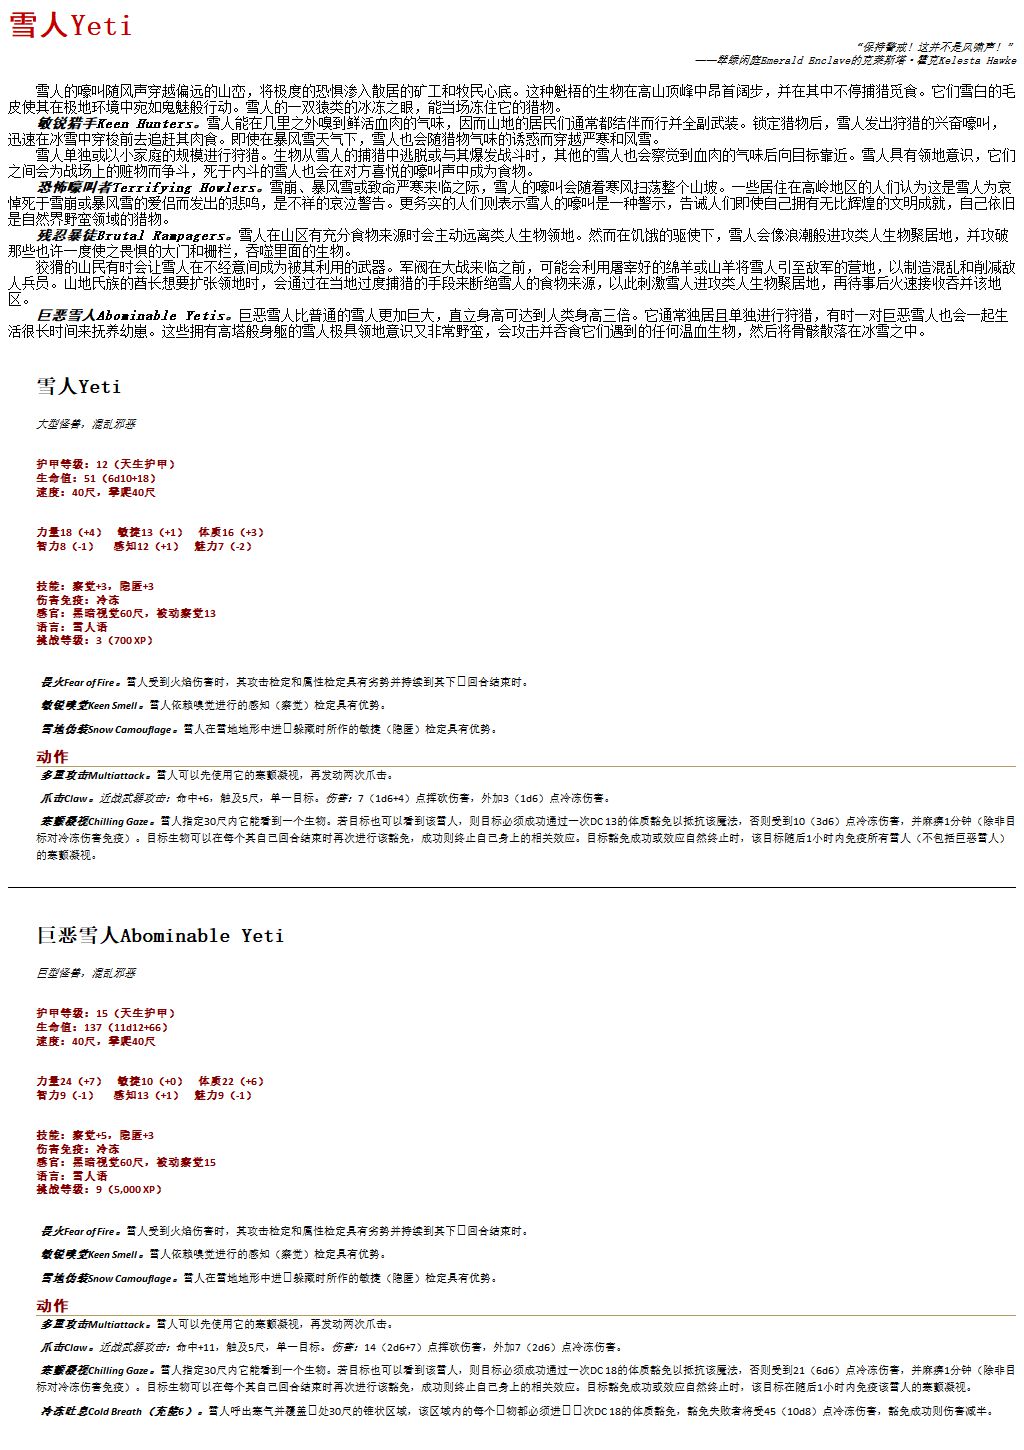 雪人Yeti
“保持警戒！这并不是风啸声！”
——翠绿闲庭Emerald Enclave的克莱斯塔·霍克Kelesta Hawke
雪人的嚎叫随风声穿越偏远的山峦，将极度的恐惧渗入散居的矿工和牧民心底。这种魁梧的生物在高山顶峰中昂首阔步，并在其中不停捕猎觅食。它们雪白的毛
皮使其在极地环境中宛如鬼魅般行动。雪人的一双猿类的冰冻之眼，能当场冻住它的猎物。
敏锐猎手Keen Hunters。雪人能在几里之外嗅到鲜活血肉的气味，因而山地的居民们通常都结伴而行并全副武装。锁定猎物后，雪人发出狩猎的兴奋嚎叫，
迅速在冰雪中穿梭前去追赶其肉食。即使在暴风雪天气下，雪人也会随猎物气味的诱惑而穿越严寒和风雪。
雪人单独或以小家庭的规模进行狩猎。生物从雪人的捕猎中逃脱或与其爆发战斗时，其他的雪人也会察觉到血肉的气味后向目标靠近。雪人具有领地意识，它们
之间会为战场上的赃物而争斗，死于内斗的雪人也会在对方喜悦的嚎叫声中成为食物。
恐怖嚎叫者Terrifying Howlers。雪崩、暴风雪或致命严寒来临之际，雪人的嚎叫会随着寒风扫荡整个山坡。一些居住在高岭地区的人们认为这是雪人为哀
悼死于雪崩或暴风雪的爱侣而发出的悲鸣，是不祥的哀泣警告。更务实的人们则表示雪人的嚎叫是一种警示，告诫人们即使自己拥有无比辉煌的文明成就，自己依旧
是自然界野蛮领域的猎物。
残忍暴徒Brutal Rampagers。雪人在山区有充分食物来源时会主动远离类人生物领地。然而在饥饿的驱使下，雪人会像浪潮般进攻类人生物聚居地，并攻破
那些也许一度使之畏惧的大门和栅栏，吞噬里面的生物。
狡猾的山民有时会让雪人在不经意间成为被其利用的武器。军阀在大战来临之前，可能会利用屠宰好的绵羊或山羊将雪人引至敌军的营地，以制造混乱和削减敌
人兵员。山地氏族的酋长想要扩张领地时，会通过在当地过度捕猎的手段来断绝雪人的食物来源，以此刺激雪人进攻类人生物聚居地，再待事后火速接收吞并该地
区。
巨恶雪人Abominable Yetis。巨恶雪人比普通的雪人更加巨大，直立身高可达到人类身高三倍。它通常独居且单独进行狩猎，有时一对巨恶雪人也会一起生
活很长时间来抚养幼崽。这些拥有高塔般身躯的雪人极具领地意识又非常野蛮，会攻击并吞食它们遇到的任何温血生物，然后将骨骸散落在冰雪之中。
雪人Yeti
大型怪兽，混乱邪恶
护甲等级：12（天生护甲）
生命值：51（6d10+18）
速度：40尺，攀爬40尺
力量18（+4） 敏捷13（+1） 体质16（+3）
智力8（-1） 感知12（+1） 魅力7（-2）
技能：察觉+3，隐匿+3
伤害免疫：冷冻
感官：黑暗视觉60尺，被动察觉13
语言：雪人语
挑战等级：3（700 XP）
畏火Fear of Fire。雪人受到火焰伤害时，其攻击检定和属性检定具有劣势并持续到其下□回合结束时。
敏锐嗅觉Keen Smell。雪人依赖嗅觉进行的感知（察觉）检定具有优势。
雪地伪装Snow Camouflage。雪人在雪地地形中进□躲藏时所作的敏捷（隐匿）检定具有优势。
动作
多重攻击Multiattack。雪人可以先使用它的寒颤凝视，再发动两次爪击。
爪击Claw。近战武器攻击：命中+6，触及5尺，单一目标。伤害：7（1d6+4）点挥砍伤害，外加3（1d6）点冷冻伤害。
寒颤凝视Chilling Gaze。雪人指定30尺内它能看到一个生物。若目标也可以看到该雪人，则目标必须成功通过一次DC 13的体质豁免以抵抗该魔法，否则受到10（3d6）点冷冻伤害，并麻痹1分钟（除非目
标对冷冻伤害免疫）。目标生物可以在每个其自己回合结束时再次进行该豁免，成功则终止自己身上的相关效应。目标豁免成功或效应自然终止时，该目标随后1小时内免疫所有雪人（不包括巨恶雪人）
的寒颤凝视。
巨恶雪人Abominable Yeti
巨型怪兽，混乱邪恶
护甲等级：15（天生护甲）
生命值：137（11d12+66）
速度：40尺，攀爬40尺
力量24（+7） 敏捷10（+0） 体质22（+6）
智力9（-1） 感知13（+1） 魅力9（-1）
技能：察觉+5，隐匿+3
伤害免疫：冷冻
感官：黑暗视觉60尺，被动察觉15
语言：雪人语
挑战等级：9（5,000 XP）
畏火Fear of Fire。雪人受到火焰伤害时，其攻击检定和属性检定具有劣势并持续到其下□回合结束时。
敏锐嗅觉Keen Smell。雪人依赖嗅觉进行的感知（察觉）检定具有优势。
雪地伪装Snow Camouflage。雪人在雪地地形中进□躲藏时所作的敏捷（隐匿）检定具有优势。
动作
多重攻击Multiattack。雪人可以先使用它的寒颤凝视，再发动两次爪击。
爪击Claw。近战武器攻击：命中+11，触及5尺，单一目标。伤害：14（2d6+7）点挥砍伤害，外加7（2d6）点冷冻伤害。
寒颤凝视Chilling Gaze。雪人指定30尺内它能看到一个生物。若目标也可以看到该雪人，则目标必须成功通过一次DC 18的体质豁免以抵抗该魔法，否则受到21（6d6）点冷冻伤害，并麻痹1分钟（除非目
标对冷冻伤害免疫）。目标生物可以在每个其自己回合结束时再次进行该豁免，成功则终止自己身上的相关效应。目标豁免成功或效应自然终止时，该目标在随后1小时内免疫该雪人的寒颤凝视。
冷冻吐息Cold Breath（充能6）。雪人呼出寒气并覆盖□处30尺的锥状区域，该区域内的每个□物都必须进□□次DC 18的体质豁免，豁免失败者将受45（10d8）点冷冻伤害，豁免成功则伤害减半。